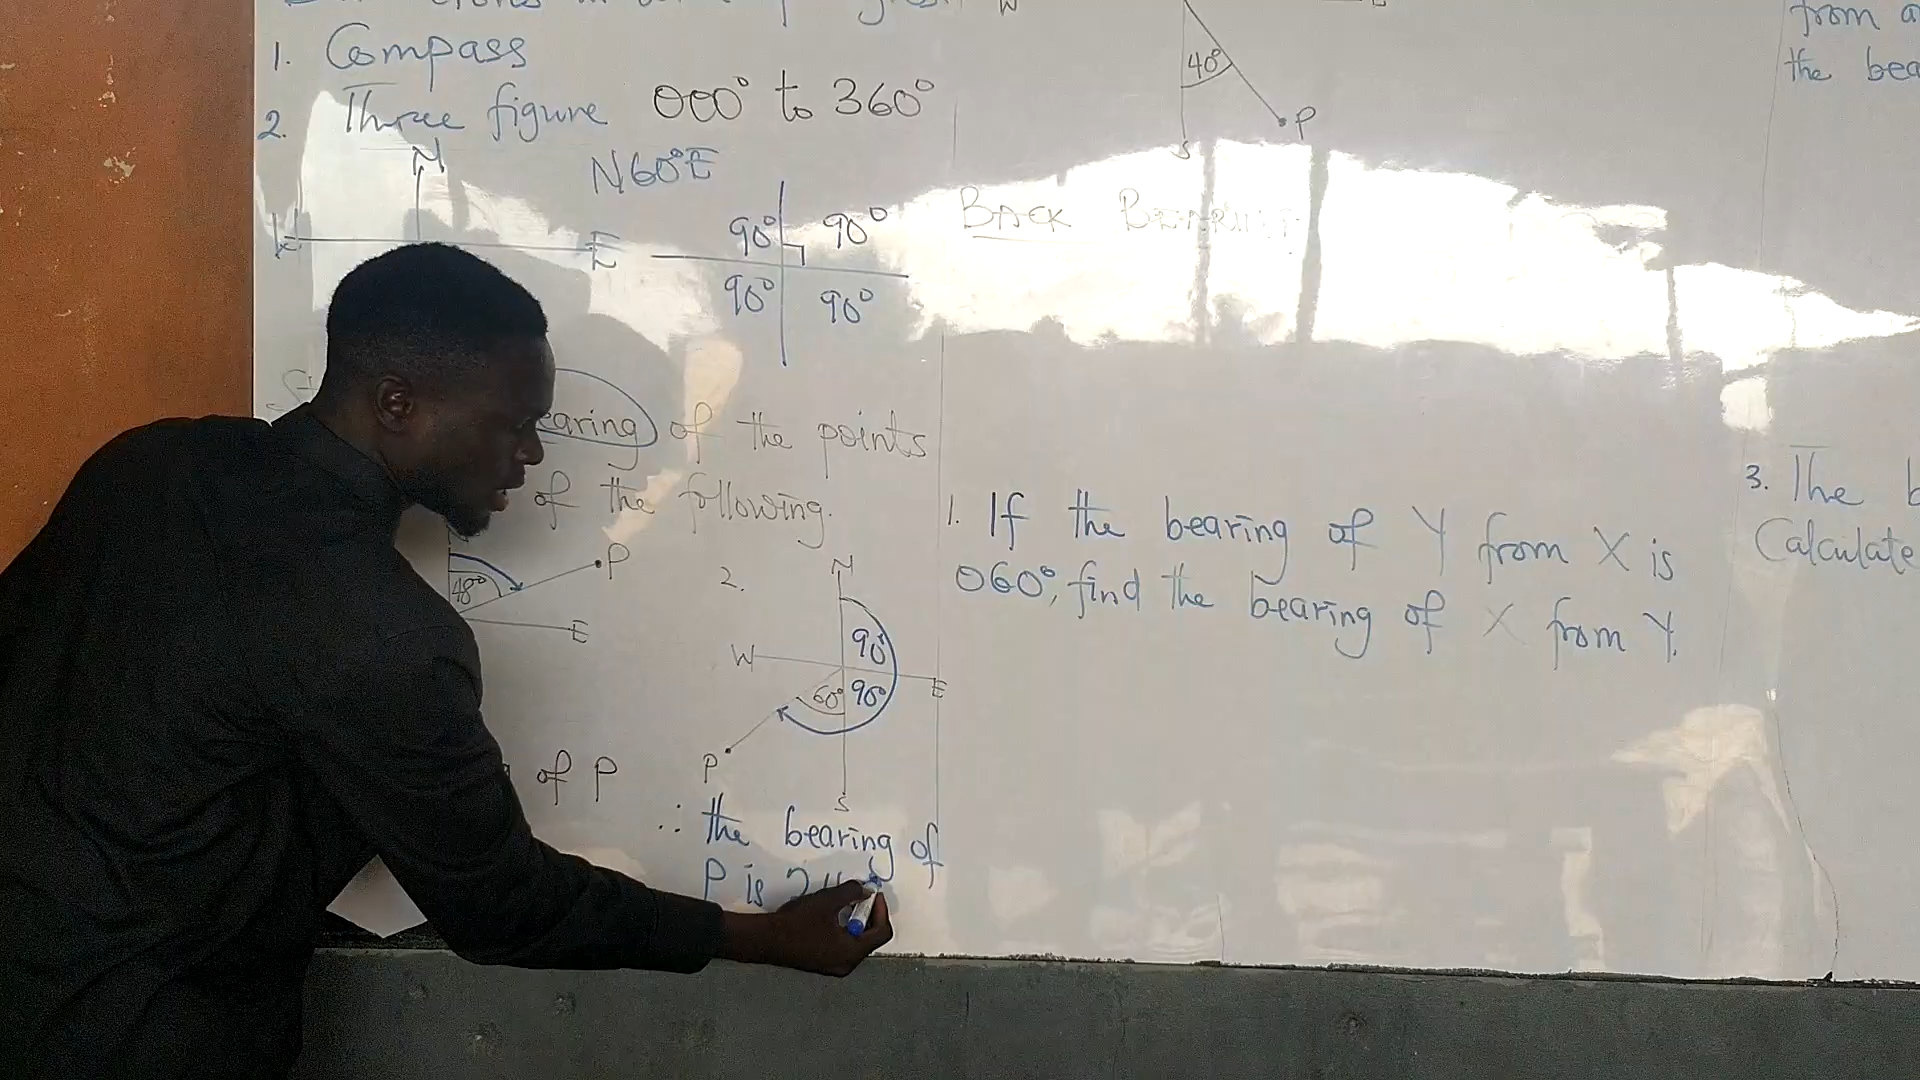 1. Compass
2. Three figure 000° to 360°
N
N60°E
E
90° 90°
90° 90°
earing of the points
of the following.
48°
P
E
of P
2.
N
90
W
60° 90°
E
P
S
∴ the bearing of
P is
W
40°
P
S
BACK BEARING
1. If the bearing of Y from X is
060°, find the bearing of X from Y.
from
the bea
3. The b
Calculate